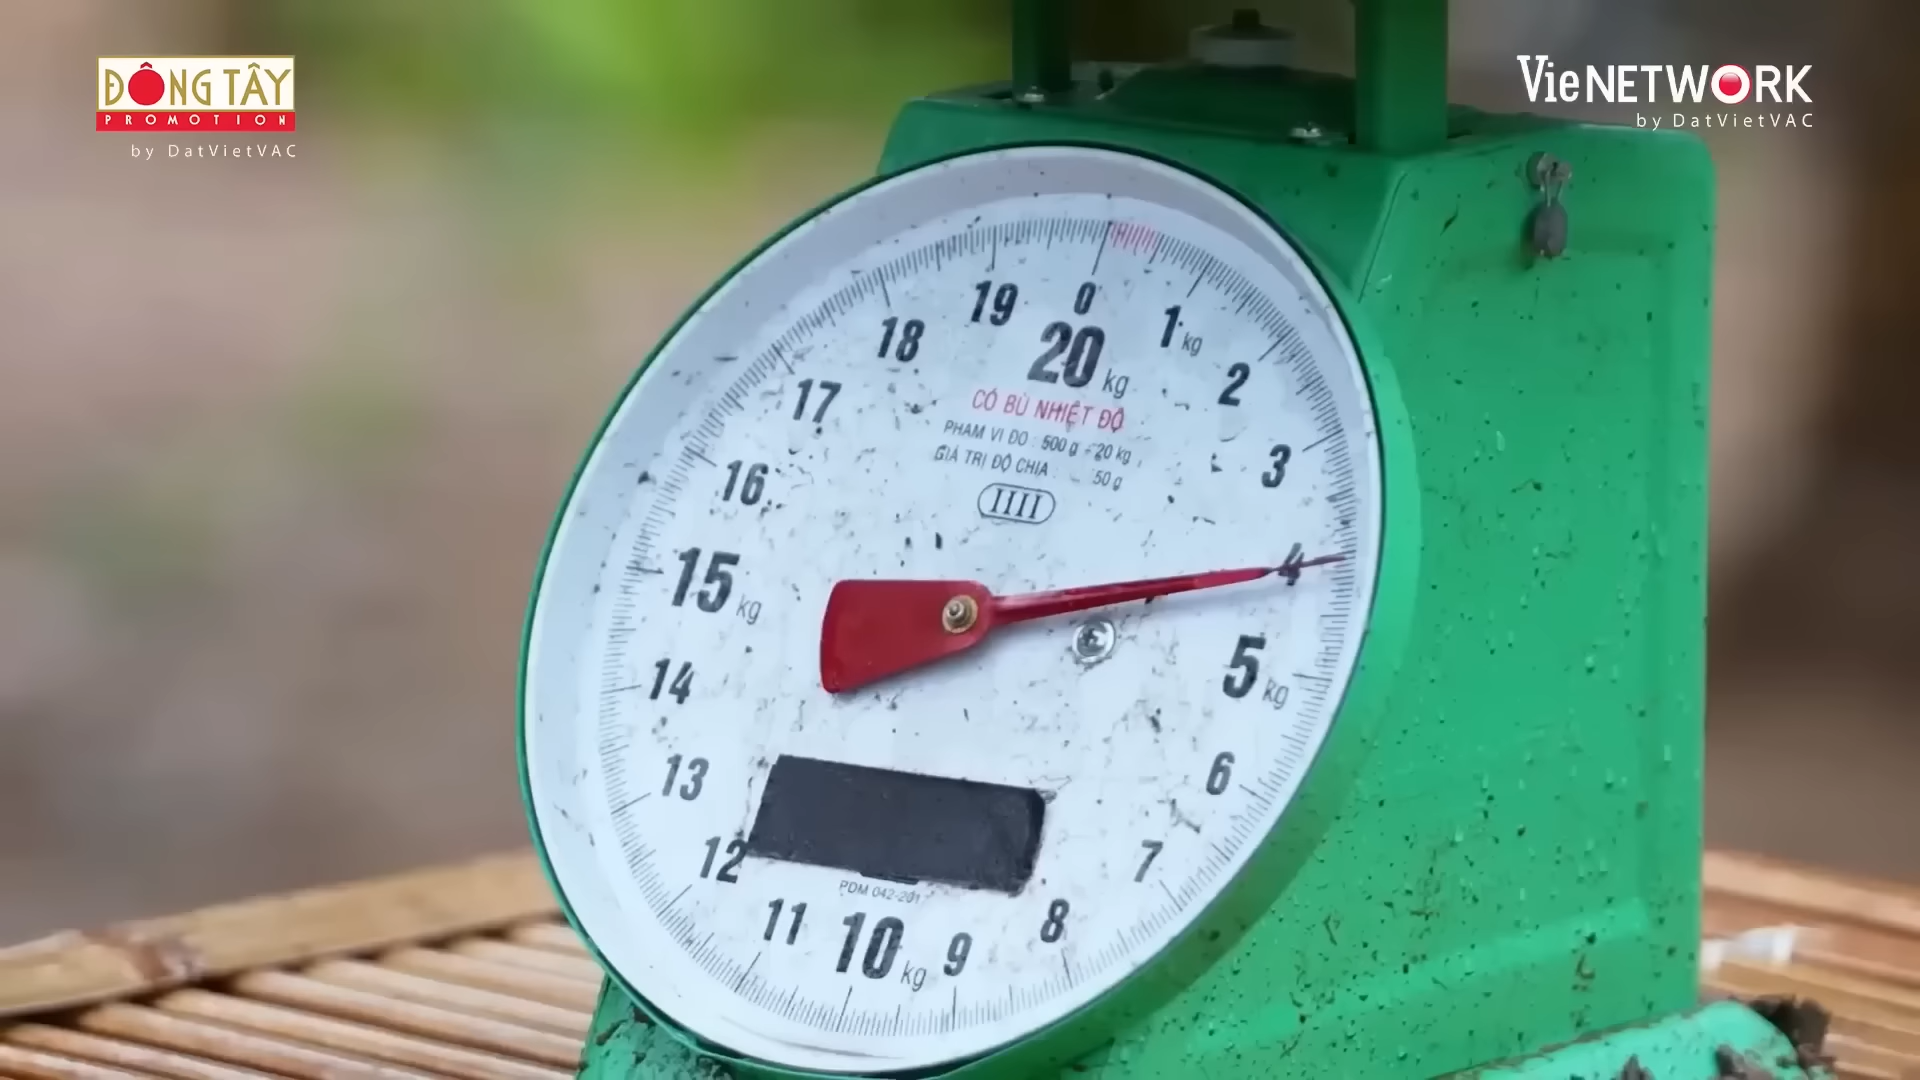 ĐÔNG TÂY
PROMOTION
by DatVietVAC
VieNETWORK
by DatVietVAC
19 0 1 kg
18 20 kg 2
17
CÓ BÙ NHIỆT ĐỘ
PHẠM VI ĐO : 500 g - 20 kg
GIÁ TRỊ ĐỘ CHIA : 50 g
3
16
IIII
4
15 kg
5 kg
14
13 6
12 7
PDM 042-201
11 10 kg 9 8